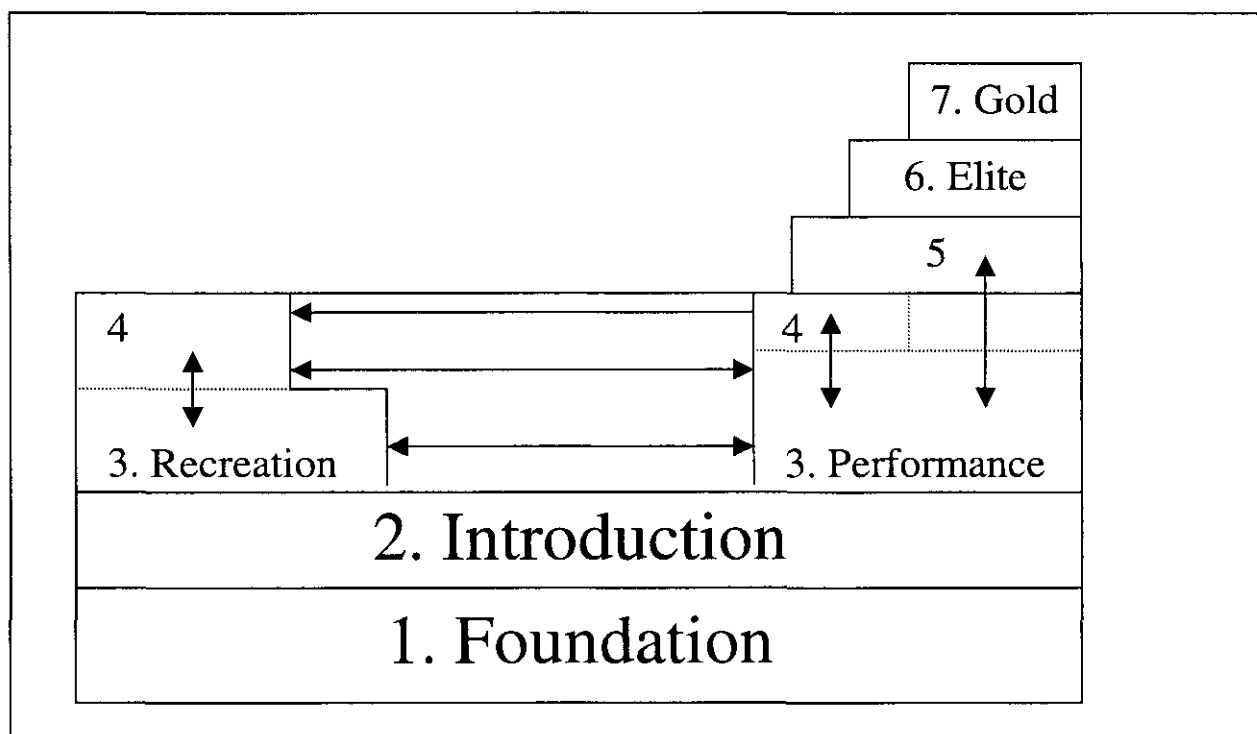 7. Gold
6. Elite
5
4
4
3. Recreation
3. Performance
2. Introduction
1. Foundation